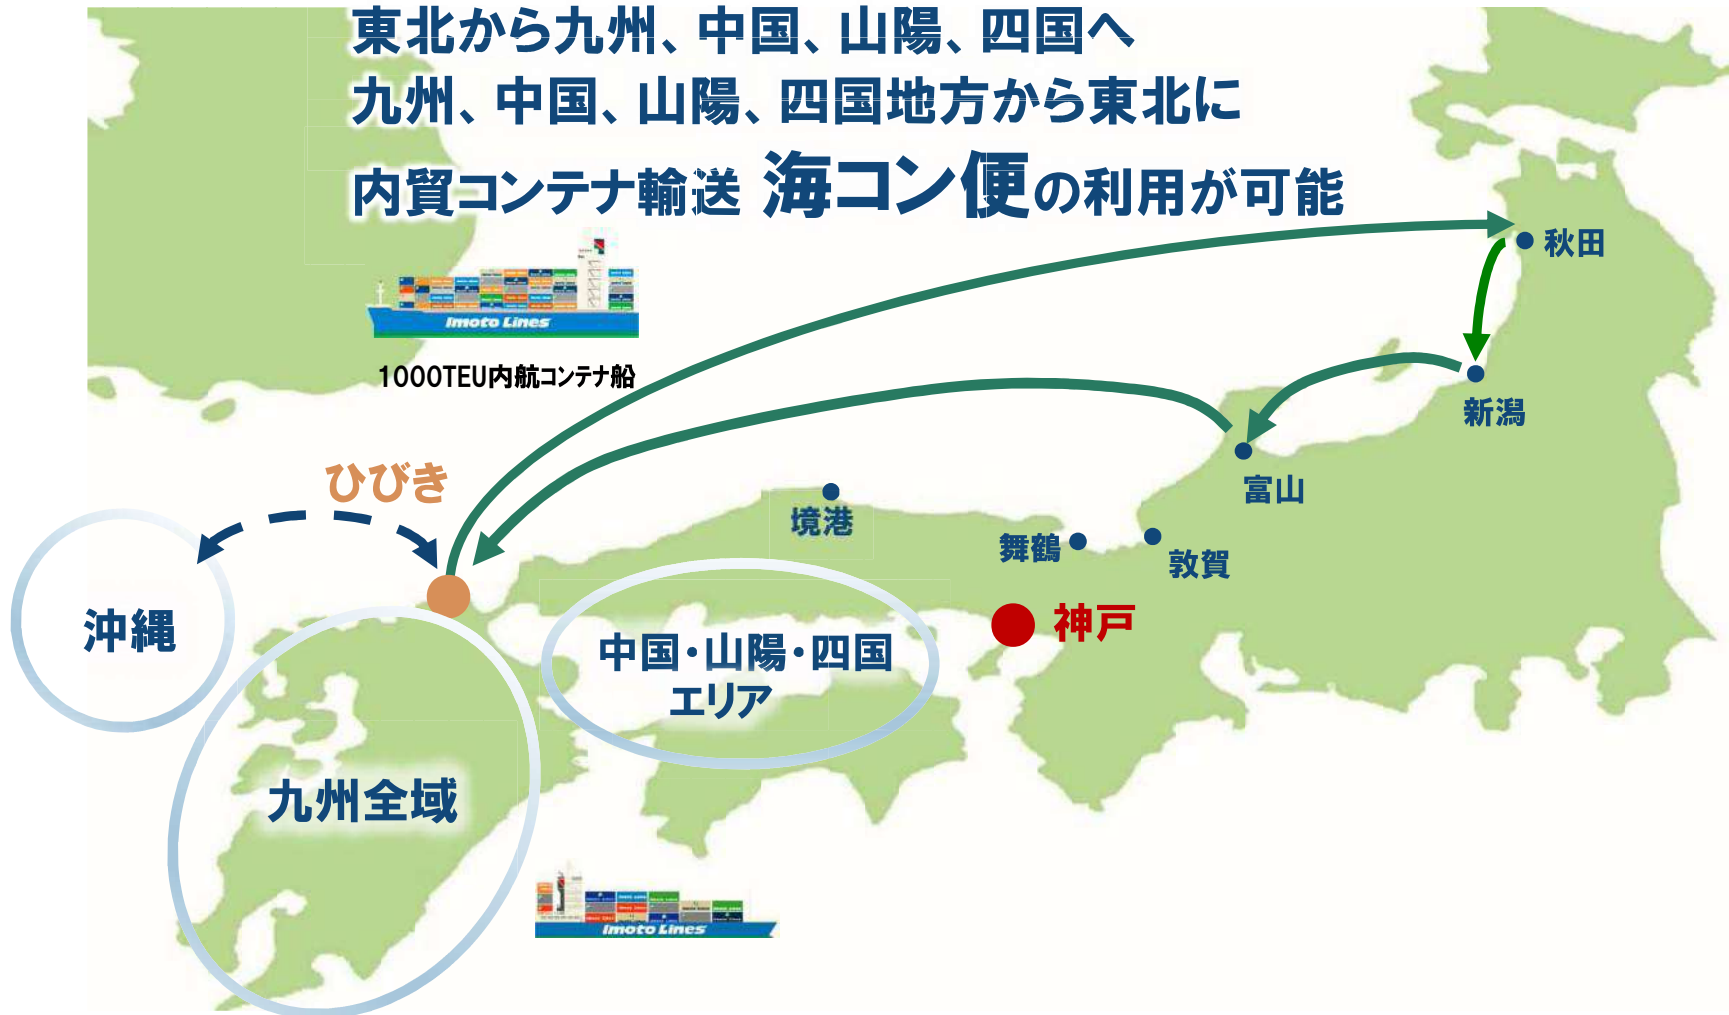 東北から九州、中国、山陽、四国へ
九州、中国、山陽、四国地方から東北に
内貿コンテナ輸送 海コン便の利用が可能
秋田
Imoto Lines
1000TEU内航コンテナ船
新潟
ひびき
富山
境港
舞鶴
敦賀
沖縄
神戸
中国・山陽・四国
エリア
九州全域
Imoto Lines